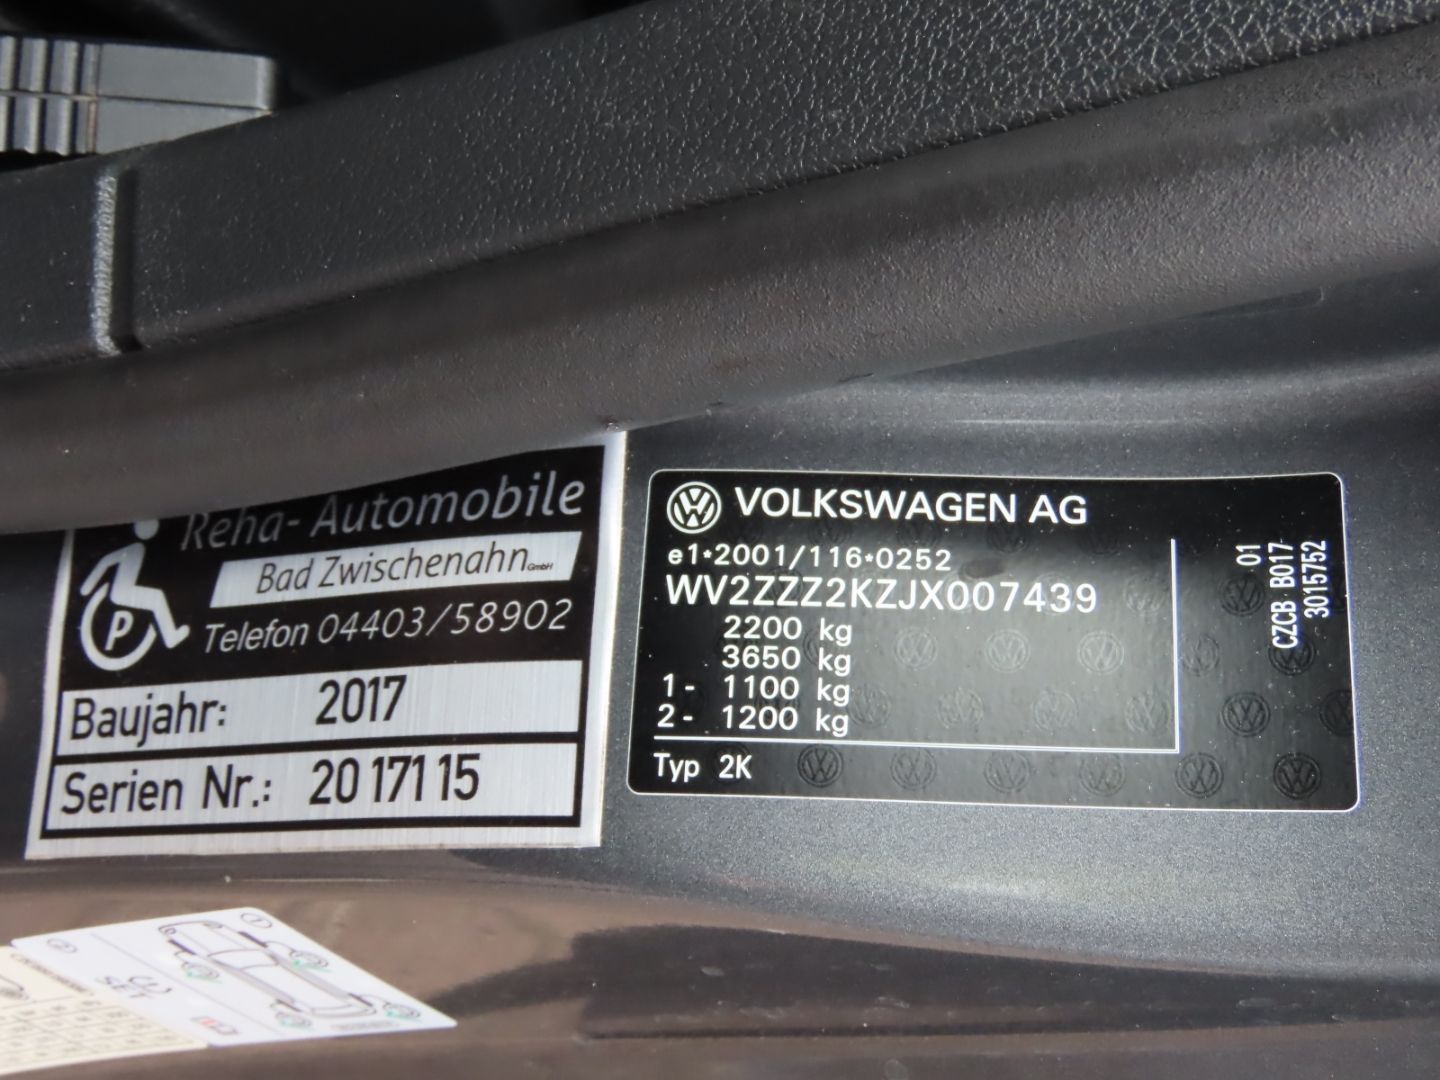 Reha-Automobile
Bad Zwischenahn GmbH
Telefon 04403/58902
P
Baujahr: 2017
Serien Nr.: 20 171 15
VOLKSWAGEN AG
e1*2001/116*0252
WV2ZZZ2KZJX007439
2200 kg
3650 kg
1- 1100 kg
2- 1200 kg
Typ 2K
01
CZCB B017
3015752
SET